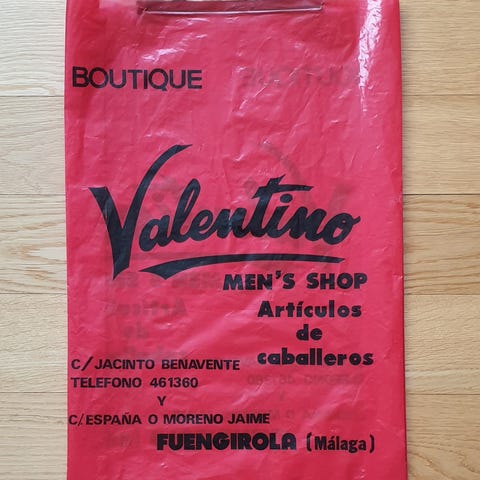 BOUTIQUE
Valentino
MEN'S SHOP
Artículos
de
caballeros
C/JACINTO BENAVENTE
TELEFONO 461360
Y
C/ESPAÑA O MORENO JAIME
FUENGIROLA (Málaga)